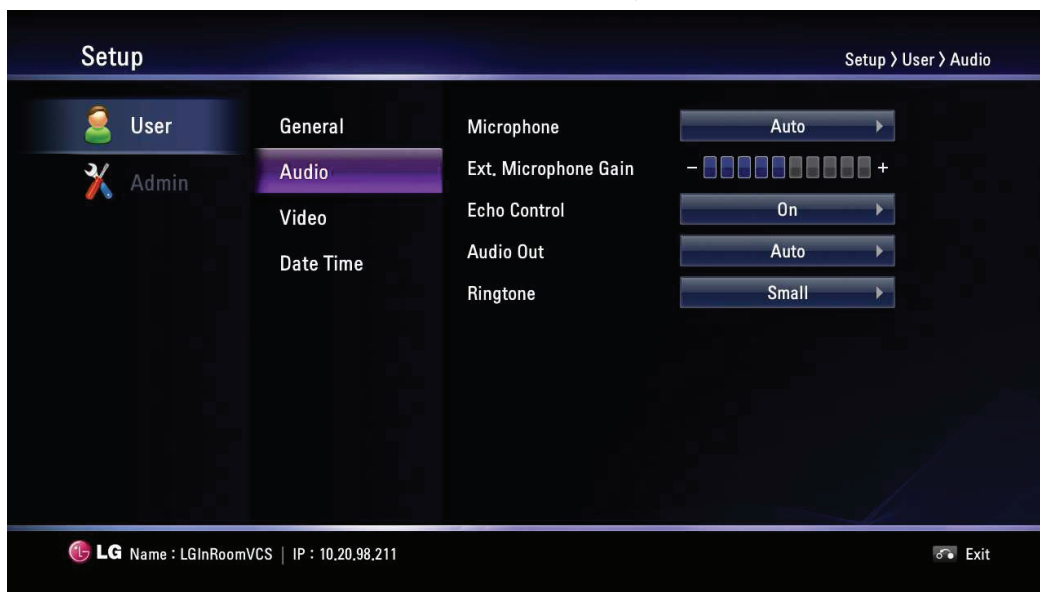 Setup
Setup > User > Audio
User
Admin
General
Audio
Video
Date Time
Microphone Auto
Ext. Microphone Gain - +
Echo Control On
Audio Out Auto
Ringtone Small
LG Name : LGInRoomVCS | IP : 10.20.98.211
Exit